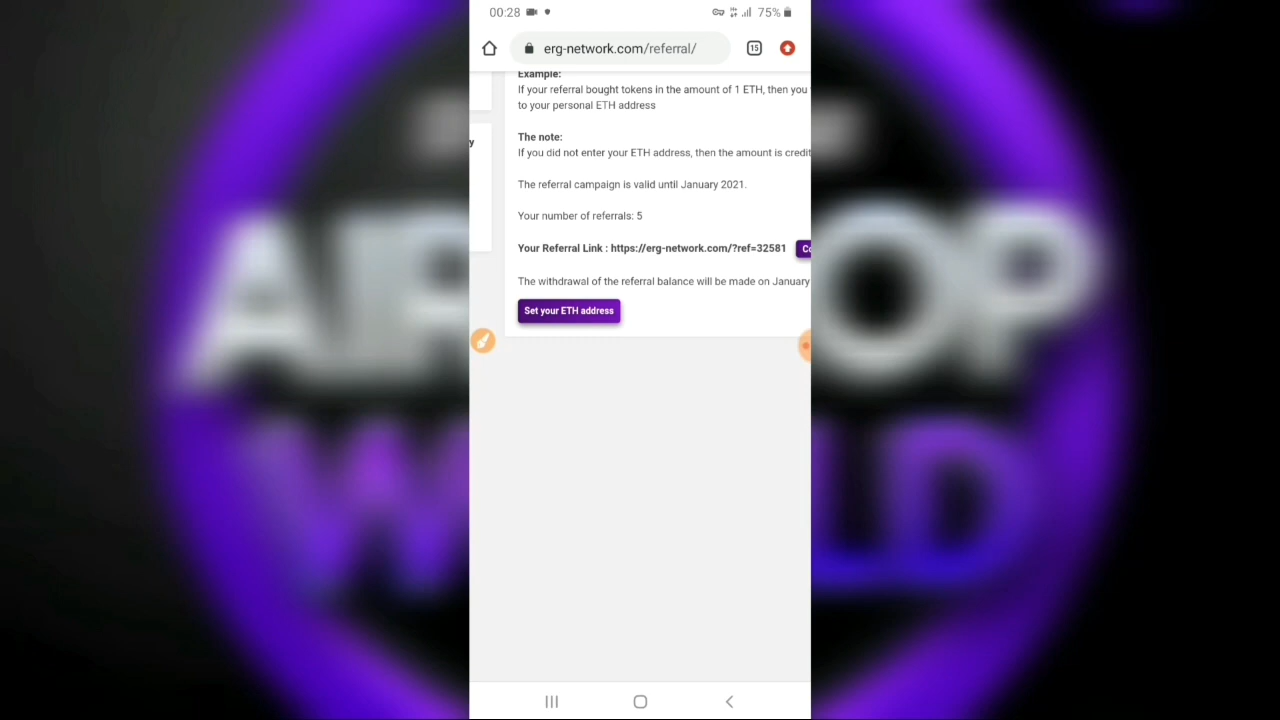 00:28
75%
erg-network.com/referral/
15
Example:
If your referral bought tokens in the amount of 1 ETH, then you
to your personal ETH address
y
The note:
If you did not enter your ETH address, then the amount is credit
The referral campaign is valid until January 2021.
Your number of referrals: 5
Your Referral Link : https://erg-network.com/?ref=32581
Co
The withdrawal of the referral balance will be made on January
Set your ETH address